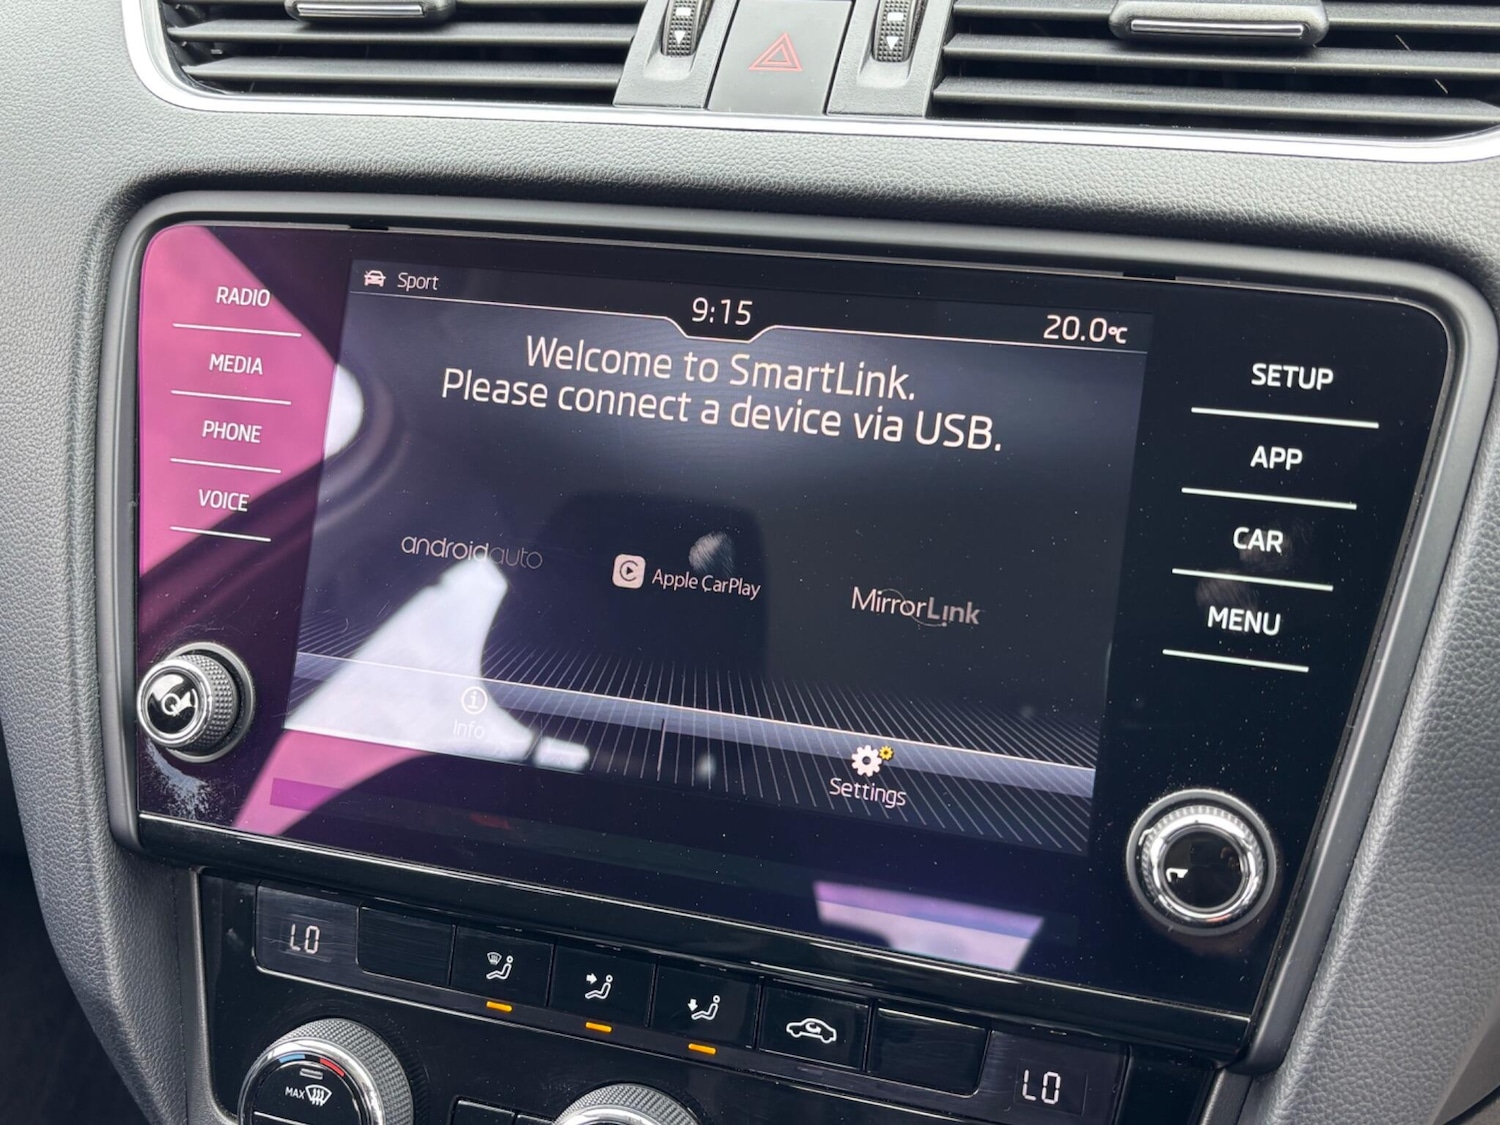 Sport
9:15
20.0°C
Welcome to SmartLink.
Please connect a device via USB.
androidauto
Apple CarPlay
MirrorLink
Info
Settings
RADIO
MEDIA
PHONE
VOICE
SETUP
APP
CAR
MENU
LO
LO
MAX